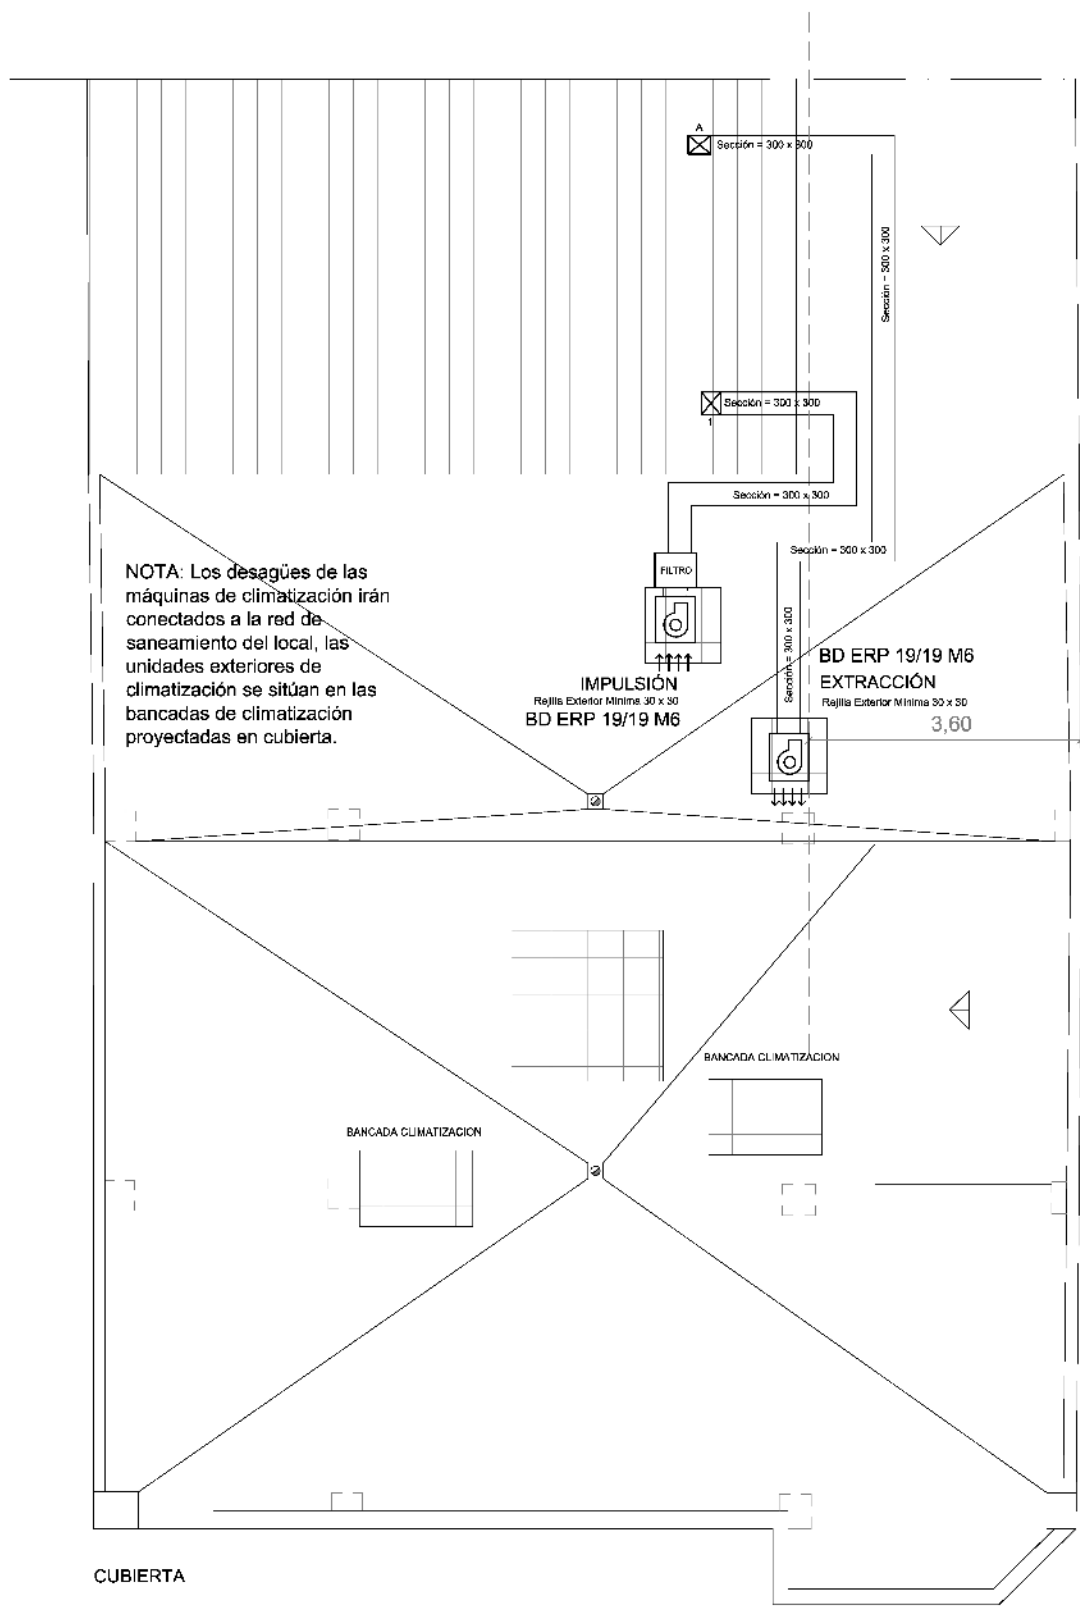 A
Sección = 300 x 300
Sección = 300 x 300
Sección = 300 x 300
1
Sección = 300 x 300
Sección = 300 x 300
NOTA: Los desagües de las
máquinas de climatización irán
conectados a la red de
saneamiento del local, las
unidades exteriores de
climatización se sitúan en las
bancadas de climatización
proyectadas en cubierta.
FILTRO
Sección = 300 x 300
IMPULSIÓN
Rejilla Exterior Mínima 30 x 30
BD ERP 19/19 M6
BD ERP 19/19 M6
EXTRACCIÓN
Rejilla Exterior Mínima 30 x 30
3,60
BANCADA CLIMATIZACION
BANCADA CLIMATIZACION
CUBIERTA